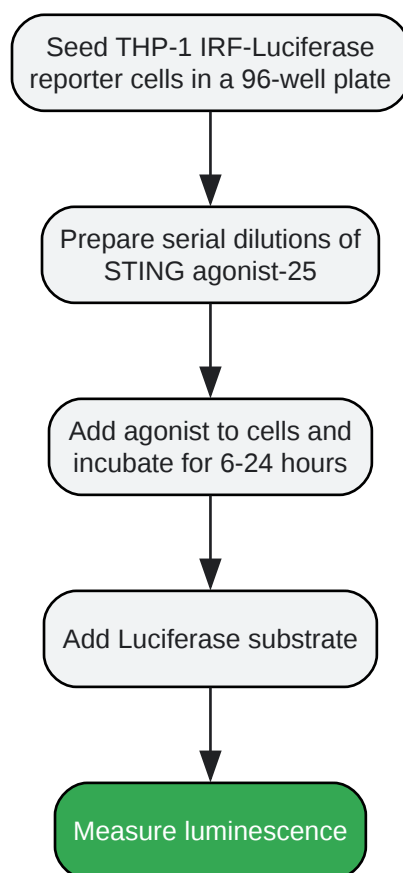 Seed THP-1 IRF-Luciferase
reporter cells in a 96-well plate
Prepare serial dilutions of
STING agonist-25
Add agonist to cells and
incubate for 6-24 hours
Add Luciferase substrate
Measure luminescence